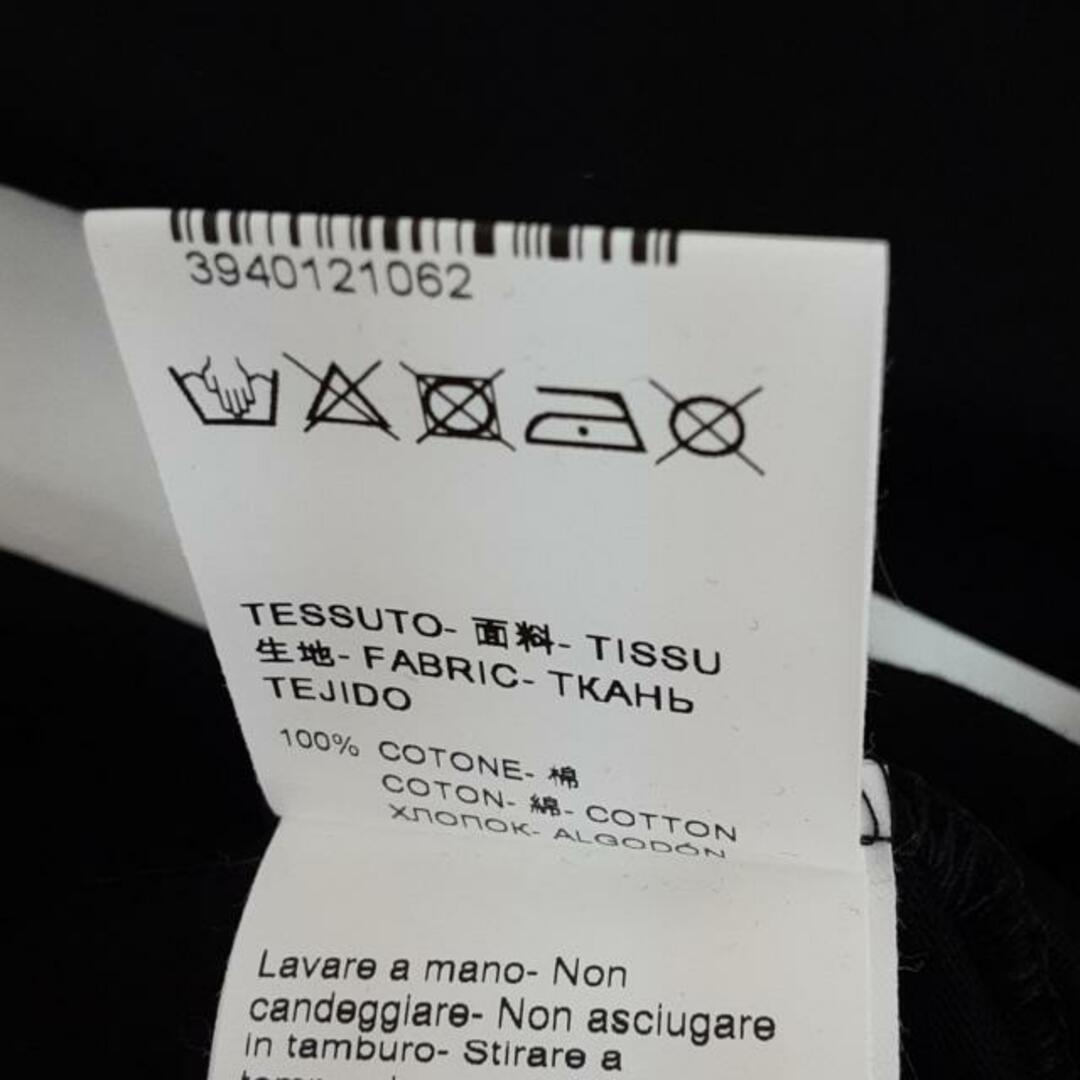 3940121062
TESSUTO- 面料- TISSU
生地- FABRIC- ТКАНЬ
TEJIDO
100% COTONE- 棉
COTON- 綿- COTTON
ХЛОПОК- ALGODÓN
Lavare a mano- Non
candeggiare- Non asciugare
in tamburo- Stirare a